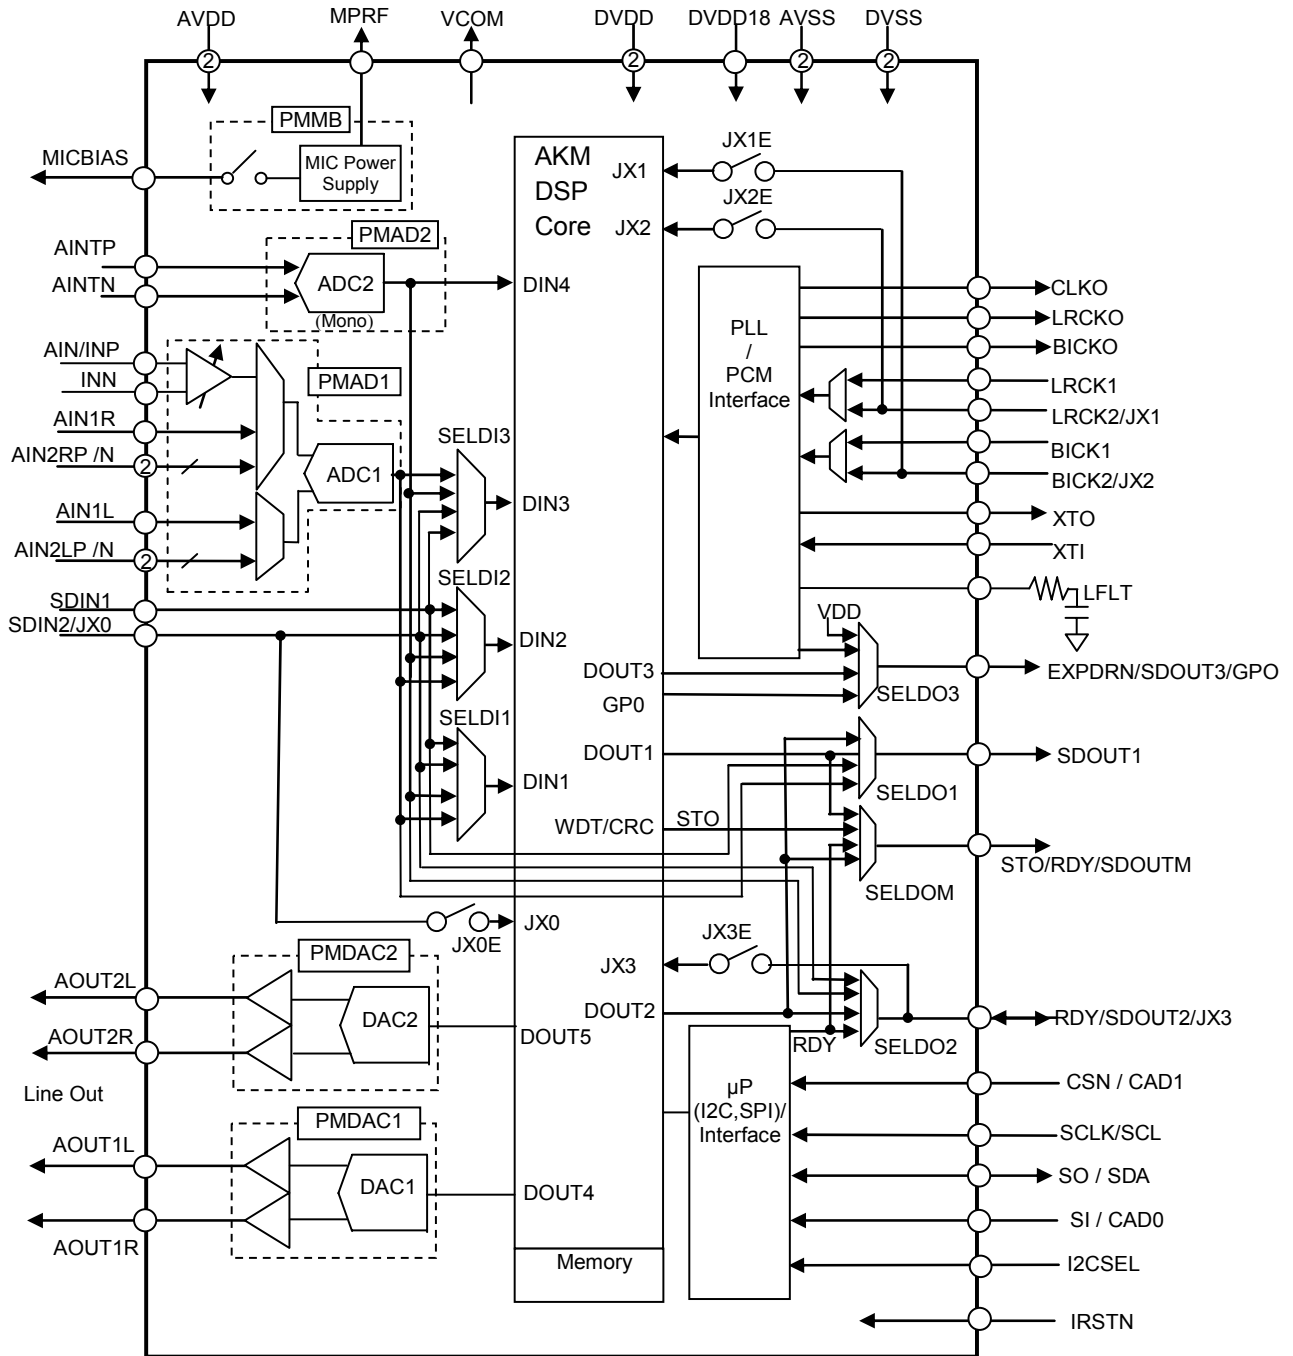 AVDD
MPRF
VCOM
DVDD
DVDD18
AVSS
DVSS
2
2
2
2
PMMB
MICBIAS
MIC Power
Supply
AKM
DSP
Core
JX1
JX1E
JX2
JX2E
PMAD2
AINTP
AINTN
ADC2
(Mono)
DIN4
CLKO
LRCKO
BICKO
PLL
/
PCM
Interface
LRCK1
LRCK2/JX1
BICK1
BICK2/JX2
XTO
XTI
LFLT
AIN/INP
INN
PMAD1
AIN1R
AIN2RP /N
2
ADC1
SELDI3
DIN3
AIN1L
AIN2LP /N
2
SELDI2
SDIN1
SDIN2/JX0
DIN2
VDD
DOUT3
GP0
SELDO3
EXPDRN/SDOUT3/GPO
SELDI1
DIN1
DOUT1
SELDO1
SDOUT1
WDT/CRC
STO
SELDOM
STO/RDY/SDOUTM
JX0
JX0E
JX3
JX3E
PMDAC2
AOUT2L
AOUT2R
DAC2
DOUT2
DOUT5
RDY
SELDO2
RDY/SDOUT2/JX3
Line Out
µP
(I2C,SPI)/
Interface
CSN / CAD1
SCLK/SCL
SO / SDA
SI / CAD0
I2CSEL
IRSTN
PMDAC1
AOUT1L
AOUT1R
DAC1
DOUT4
Memory